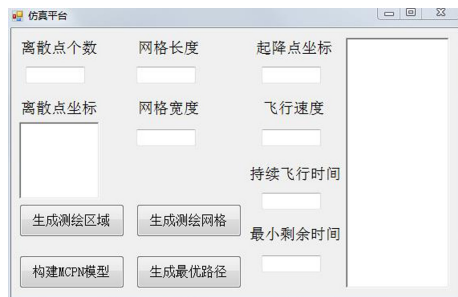 仿真平台
离散点个数
网格长度
起降点坐标
离散点坐标
网格宽度
飞行速度
持续飞行时间
最小剩余时间
生成测绘区域
生成测绘网格
构建MCPN模型
生成最优路径